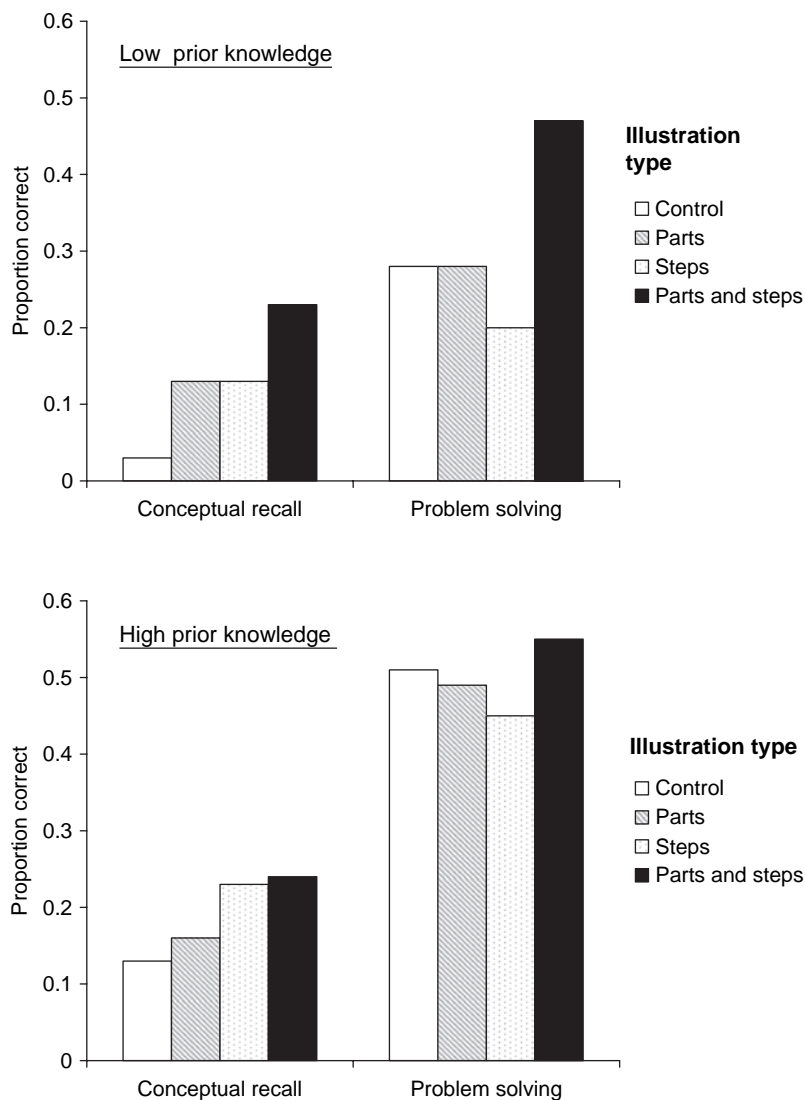 0.6
Low prior knowledge
0.5
0.4
0.3
0.2
0.1
0
Proportion correct
Conceptual recall
Problem solving
Illustration
type
Control
Parts
Steps
Parts and steps
0.6
High prior knowledge
0.5
0.4
0.3
0.2
0.1
0
Proportion correct
Conceptual recall
Problem solving
Illustration type
Control
Parts
Steps
Parts and steps